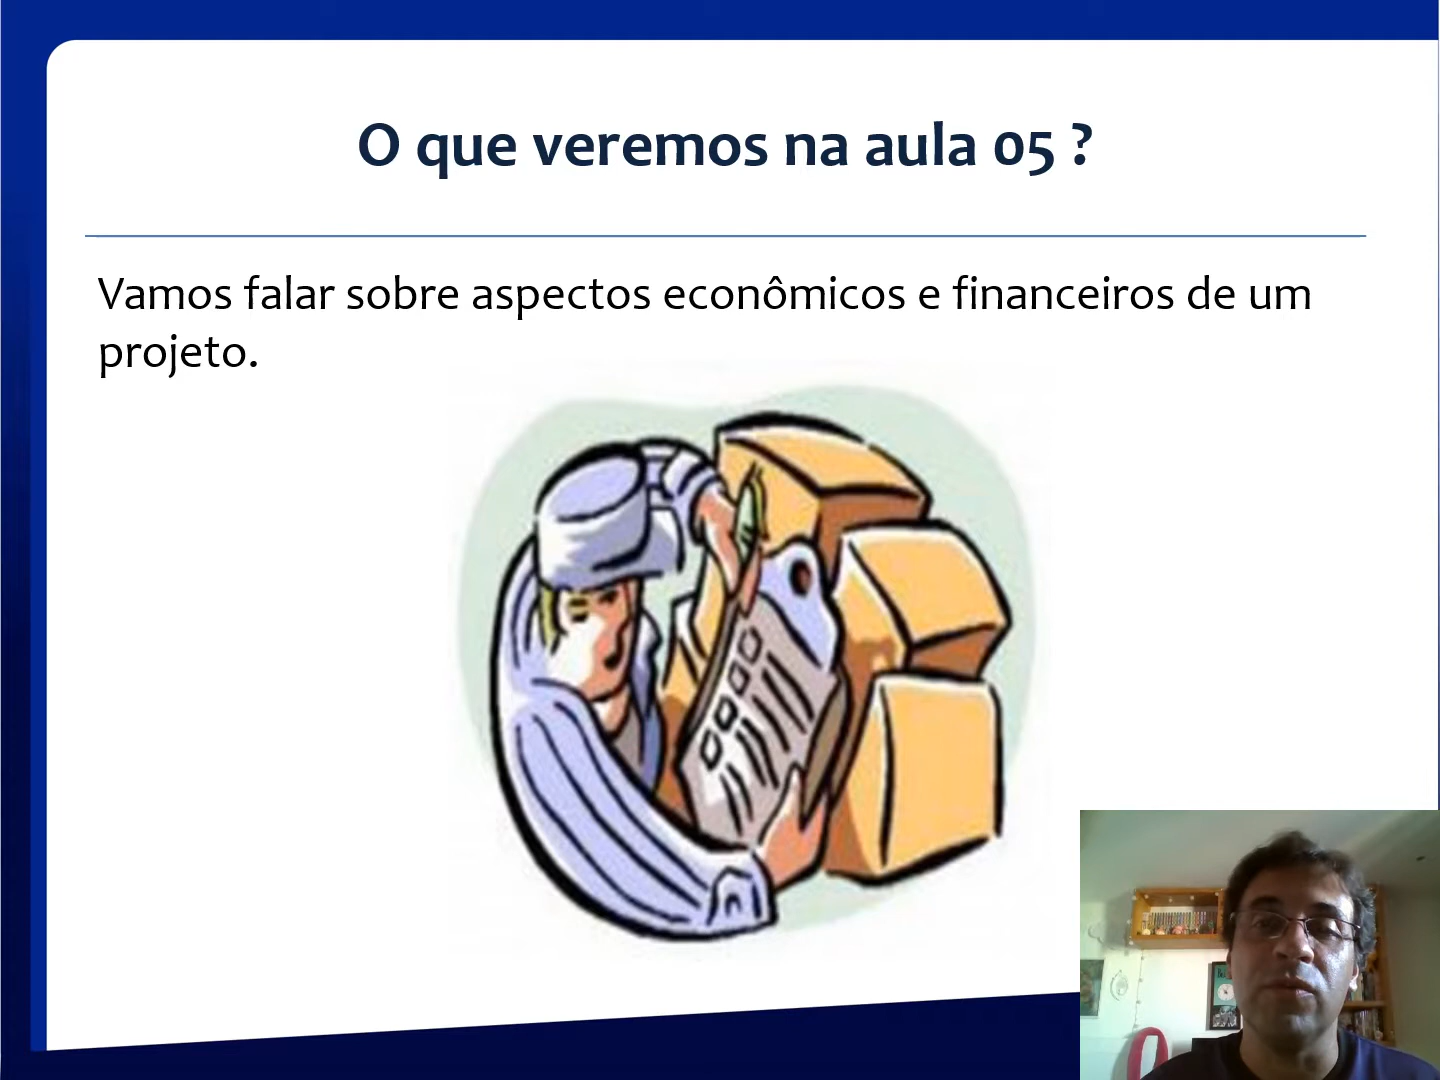 O que veremos na aula 05 ?
Vamos falar sobre aspectos econômicos e financeiros de um
projeto.